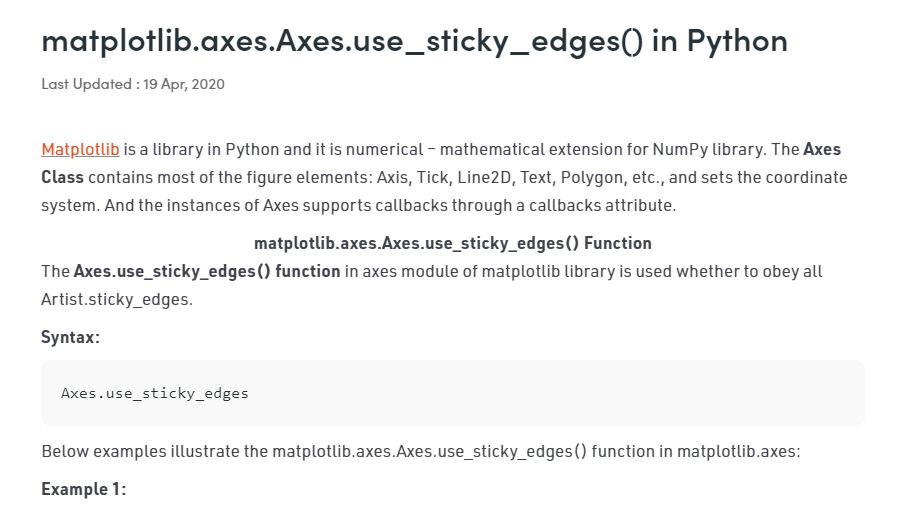 matplotlib.axes.Axes.use_sticky_edges() in Python
Last Updated : 19 Apr, 2020
Matplotlib is a library in Python and it is numerical – mathematical extension for NumPy library. The Axes
Class contains most of the figure elements: Axis, Tick, Line2D, Text, Polygon, etc., and sets the coordinate
system. And the instances of Axes supports callbacks through a callbacks attribute.
matplotlib.axes.Axes.use_sticky_edges() Function
The Axes.use_sticky_edges() function in axes module of matplotlib library is used whether to obey all
Artist.sticky_edges.
Syntax:
Axes.use_sticky_edges
Below examples illustrate the matplotlib.axes.Axes.use_sticky_edges() function in matplotlib.axes:
Example 1: